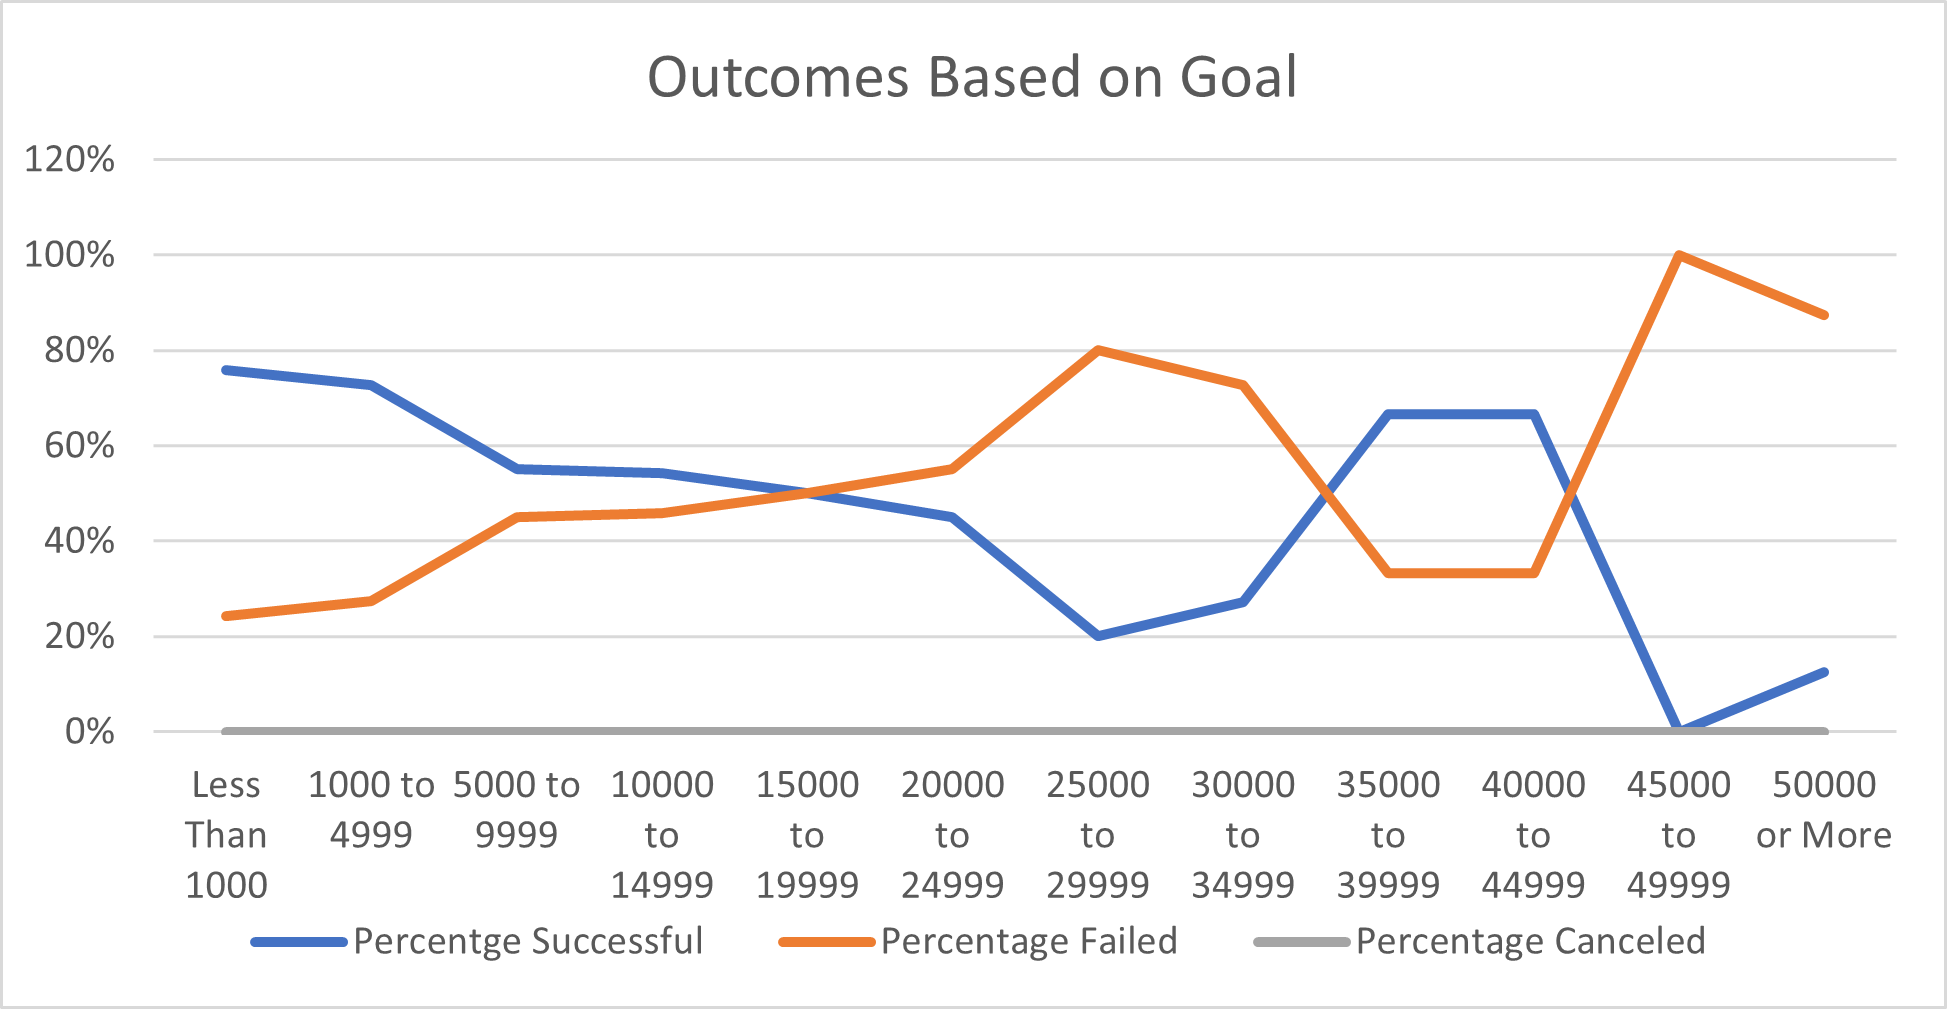 Outcomes Based on Goal
120%
100%
80%
60%
40%
20%
0%
Less
Than
1000
1000 to
4999
5000 to
9999
10000
to
14999
15000
to
19999
20000
to
24999
25000
to
29999
30000
to
34999
35000
to
39999
40000
to
44999
45000
to
49999
50000
or More
Percentge Successful
Percentage Failed
Percentage Canceled